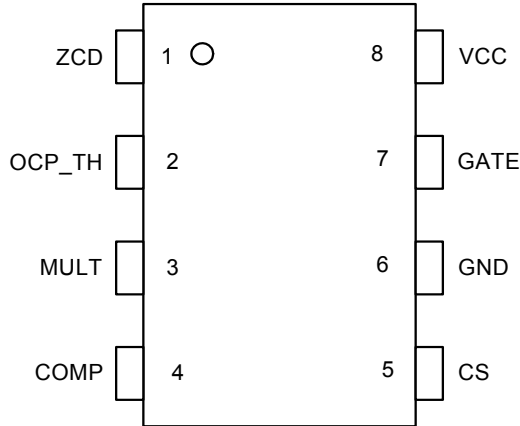 ZCD 1 8 VCC
OCP_TH 2 7 GATE
MULT 3 6 GND
COMP 4 5 CS